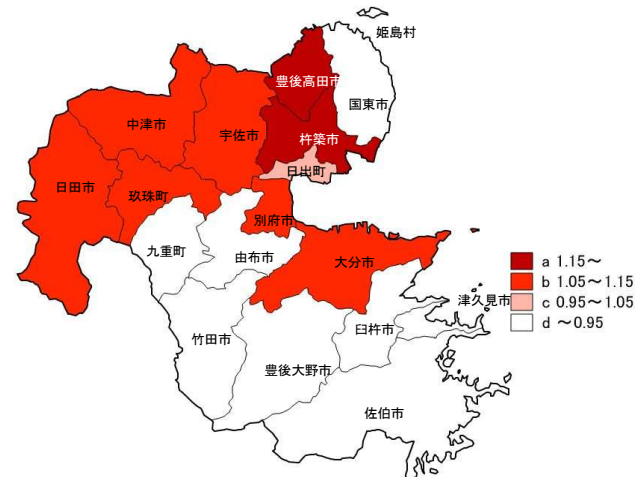 姫島村
豊後高田市
国東市
中津市
宇佐市
杵築市
日出町
日田市
玖珠町
別府市
九重町
由布市
大分市
a 1.15～
b 1.05～1.15
c 0.95～1.05
d ～0.95
津久見市
臼杵市
竹田市
豊後大野市
佐伯市